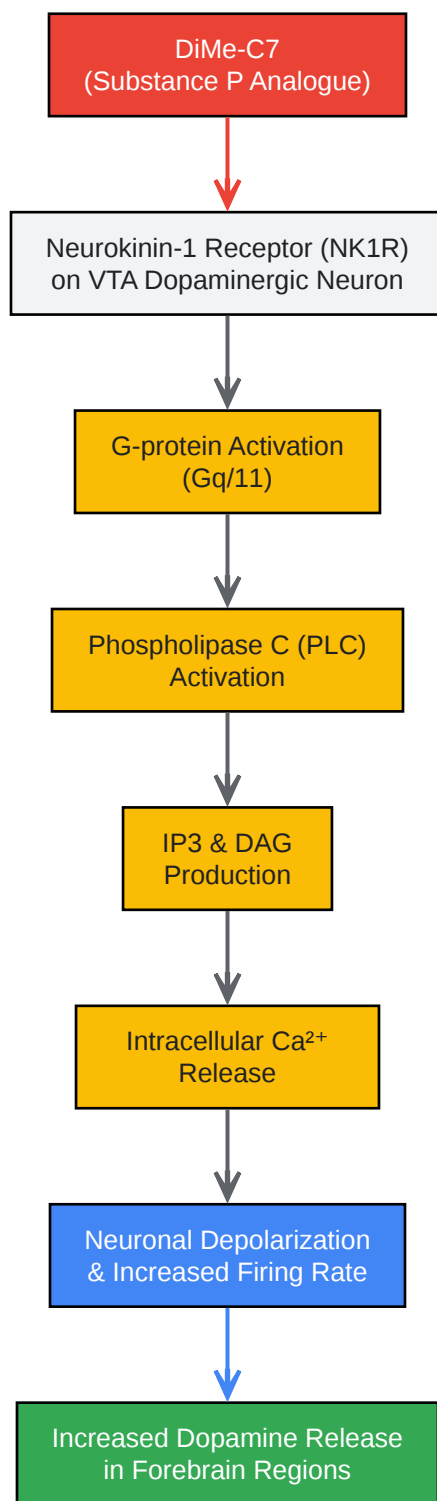 DiMe-C7
(Substance P Analogue)
Neurokinin-1 Receptor (NK1R)
on VTA Dopaminergic Neuron
G-protein Activation
(Gq/11)
Phospholipase C (PLC)
Activation
IP3 & DAG
Production
Intracellular Ca²⁺
Release
Neuronal Depolarization
& Increased Firing Rate
Increased Dopamine Release
in Forebrain Regions